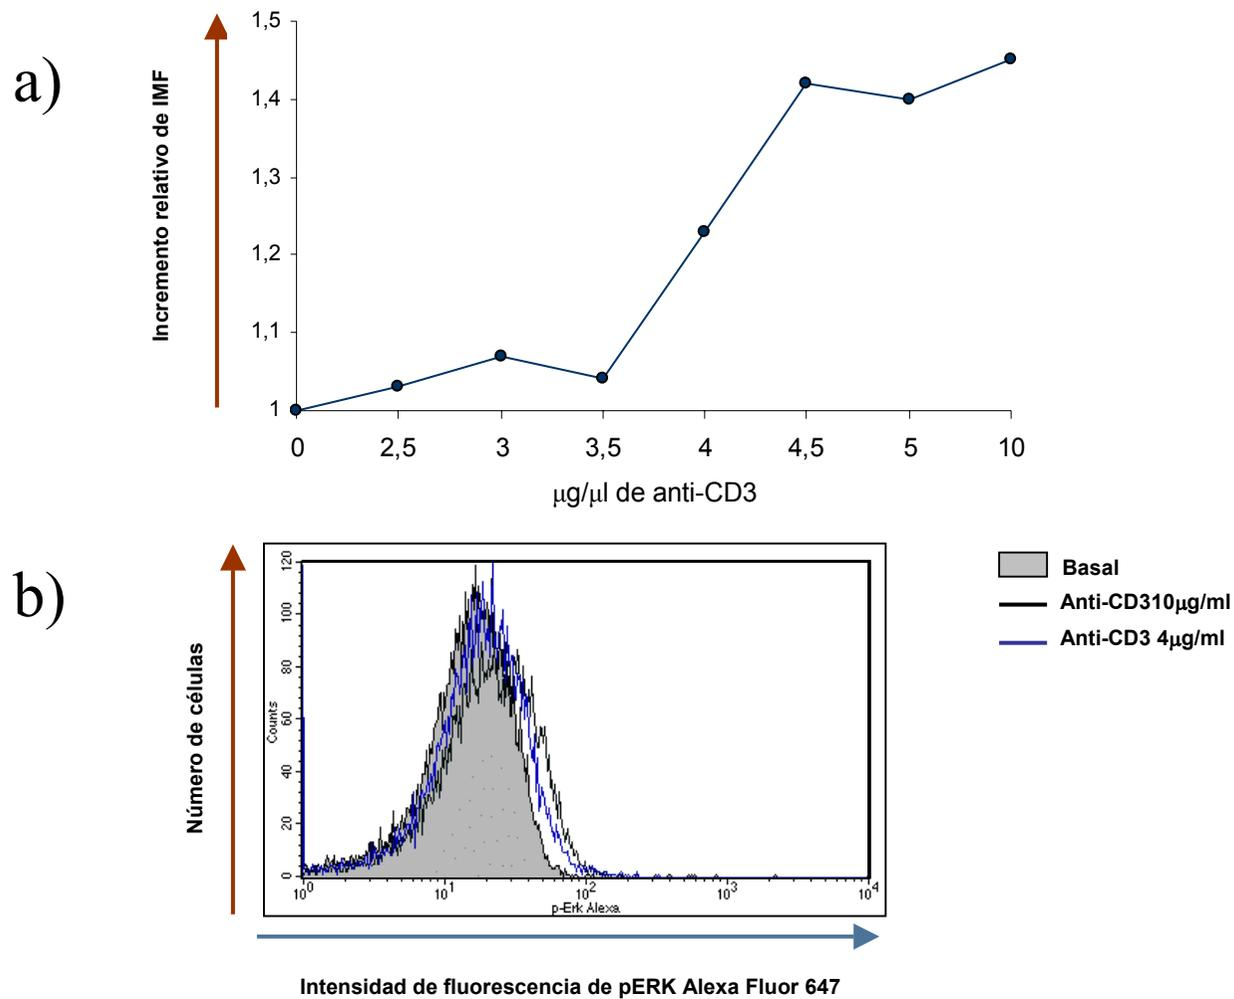 a)
Incremento relativo de IMF
1,5
1,4
1,3
1,2
1,1
1
0 2,5 3 3,5 4 4,5 5 10
μg/μl de anti-CD3
b)
Número de células
Counts
120
100
80
60
40
20
0
10⁰ 10¹ 10² 10³ 10⁴
p-Erk Alexa
Basal
Anti-CD310μg/ml
Anti-CD3 4μg/ml
Intensidad de fluorescencia de pERK Alexa Fluor 647